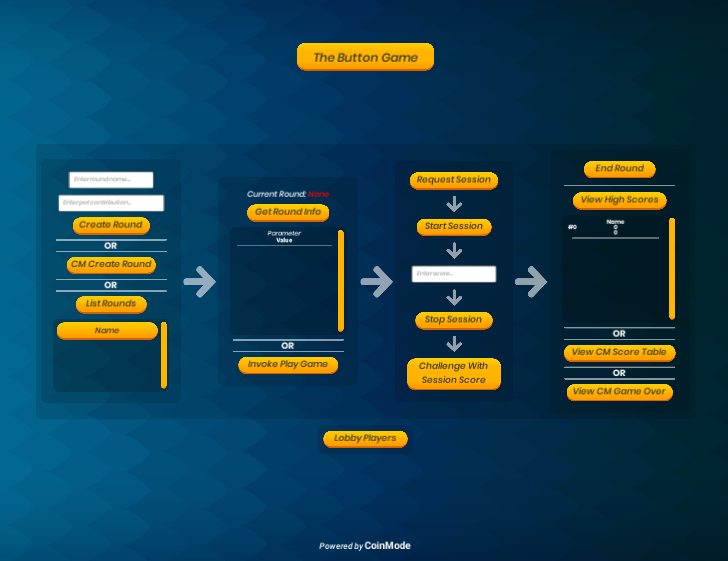 The Button Game
Enter round name...
Enter pot contribution...
Create Round
OR
CM Create Round
OR
List Rounds
Name
Current Round: None
Get Round Info
Parameter
Value
OR
Invoke Play Game
Request Session
Start Session
Enter score...
Stop Session
Challenge With
Session Score
End Round
View High Scores
Name
#0 0
0
OR
View CM Score Table
OR
View CM Game Over
Lobby Players
Powered by CoinMode